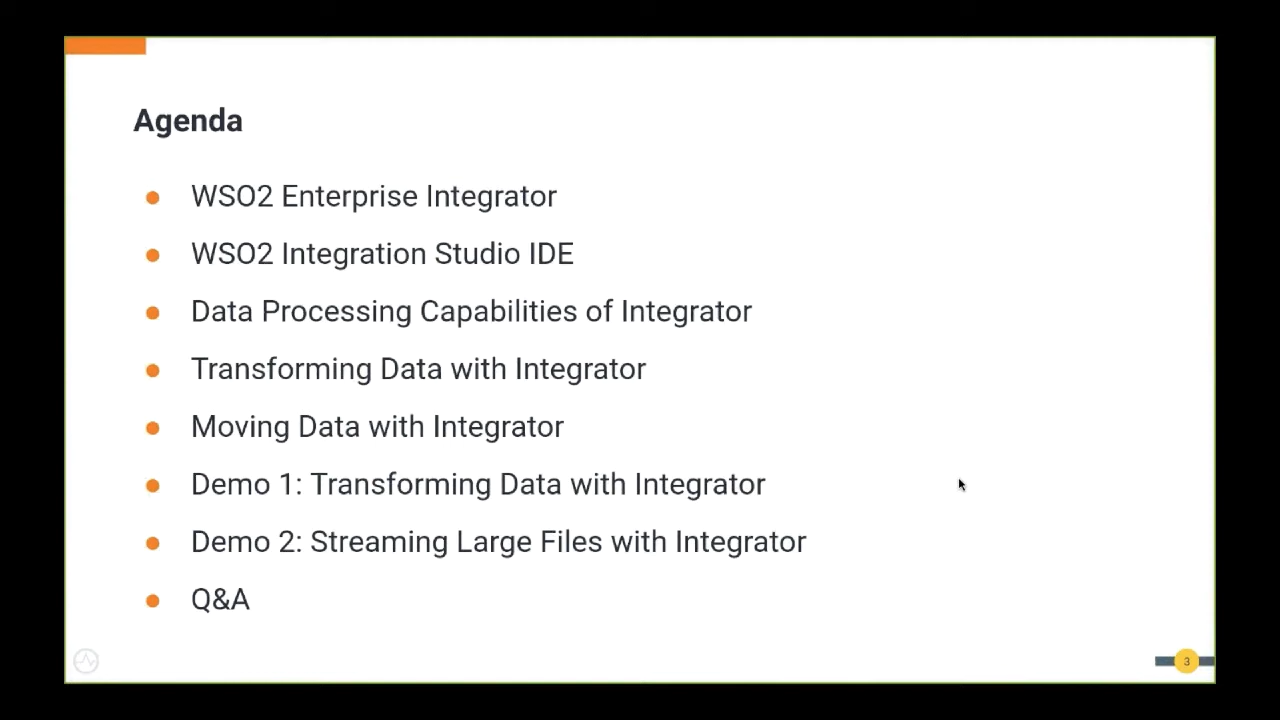 Agenda
WSO2 Enterprise Integrator
WSO2 Integration Studio IDE
Data Processing Capabilities of Integrator
Transforming Data with Integrator
Moving Data with Integrator
Demo 1: Transforming Data with Integrator
Demo 2: Streaming Large Files with Integrator
Q&A
3